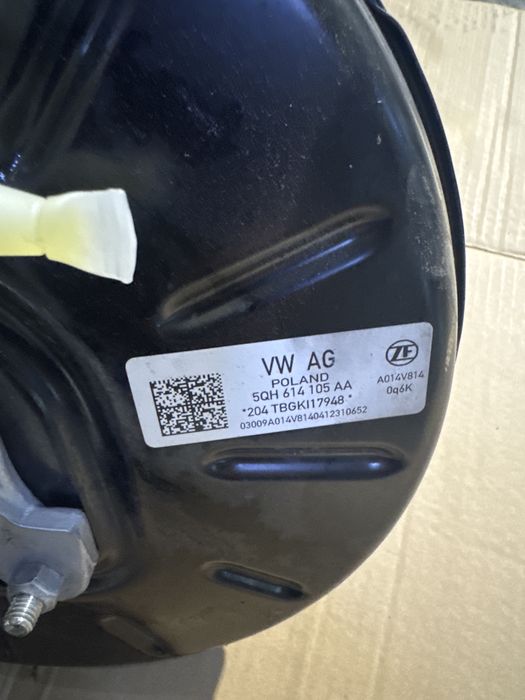 VW AG
POLAND
5QH 614 105 AA
*204 TBGKI17948 *
03009A014V8140412310652
ZF
A014V814
0q6K